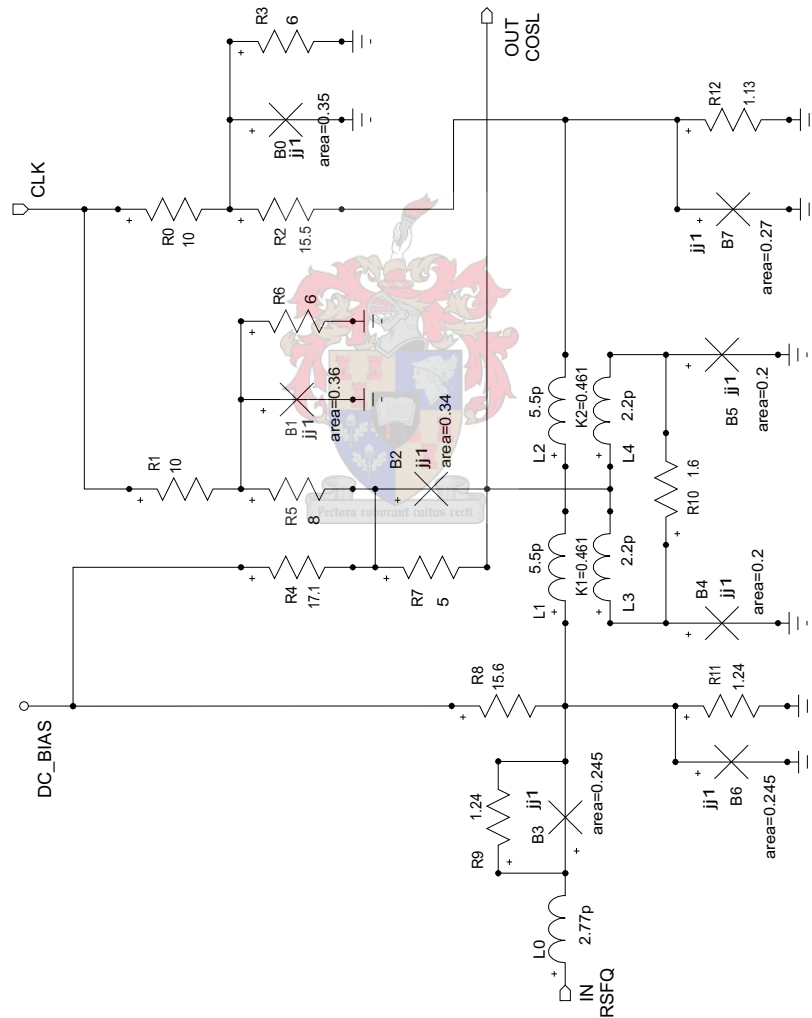 CLK
OUT
COSL
DC_BIAS
IN
RSFQ
R3
6
B0
jj1
area=0.35
R0
10
R2
15.5
R12
1.13
jj1
B7
area=0.27
R6
6
B1
jj1
area=0.36
R1
10
R5
8
B2
jj1
area=0.34
Pectora roborant cultus recti
R4
17.1
R7
5
L2
5.5p
K2=0.461
2.2p
L4
L1
5.5p
K1=0.461
2.2p
L3
R10
1.6
B5
jj1
area=0.2
B4
jj1
area=0.2
R8
15.6
R11
1.24
jj1
B6
area=0.245
R9
1.24
B3
jj1
area=0.245
L0
2.77p